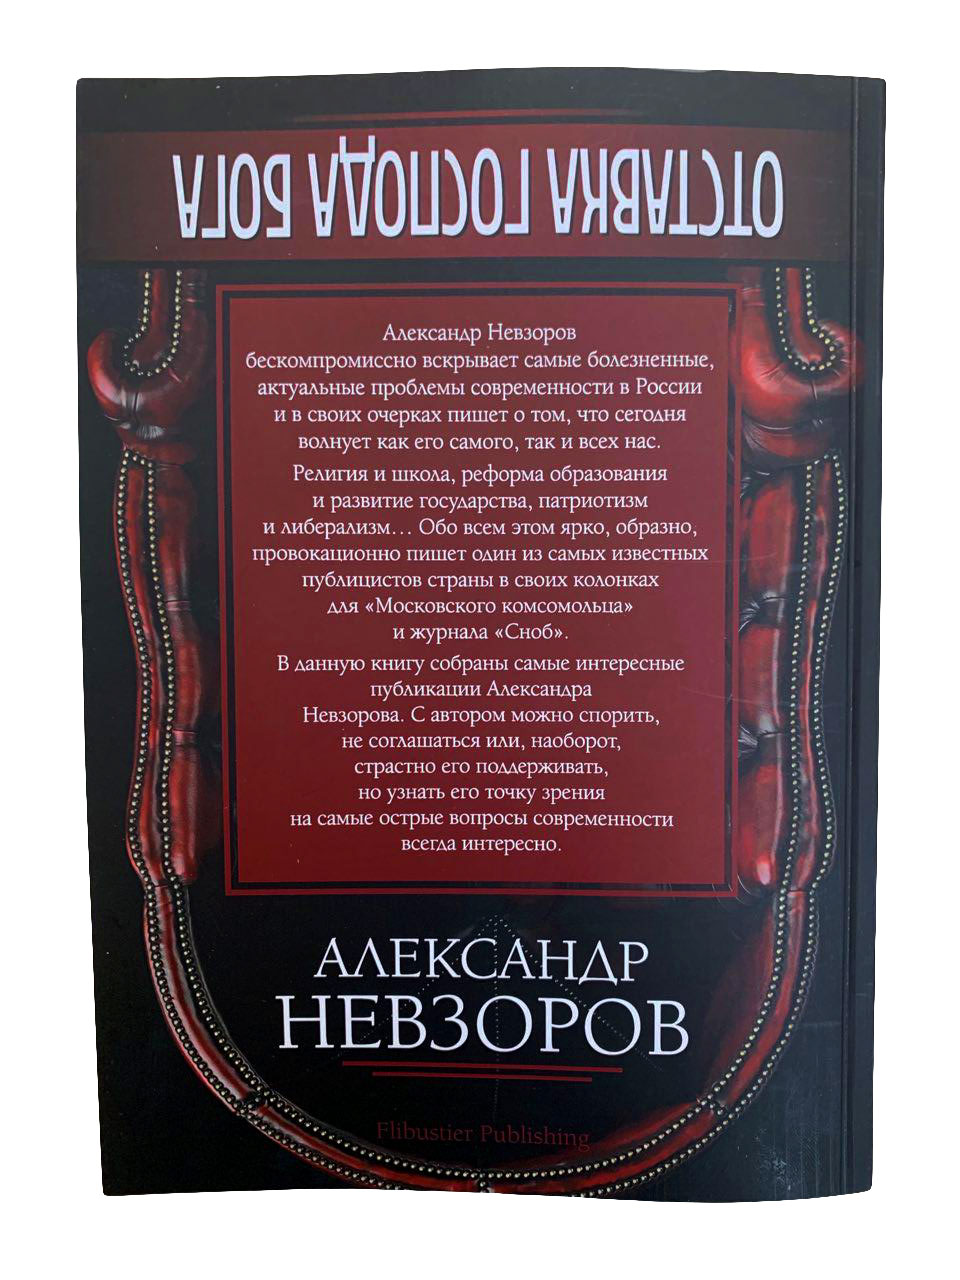 ОТСТАВКА ГОСПОДА БОГА
Александр Невзоров
бескомпромиссно вскрывает самые болезненные,
актуальные проблемы современности в России
и в своих очерках пишет о том, что сегодня
волнует как его самого, так и всех нас.
Религия и школа, реформа образования
и развитие государства, патриотизм
и либерализм... Обо всем этом ярко, образно,
провокационно пишет один из самых известных
публицистов страны в своих колонках
для «Московского комсомольца»
и журнала «Сноб».
В данную книгу собраны самые интересные
публикации Александра
Невзорова. С автором можно спорить,
не соглашаться или, наоборот,
страстно его поддерживать,
но узнать его точку зрения
на самые острые вопросы современности
всегда интересно.
АЛЕКСАНДР
НЕВЗОРОВ
Flibustier Publishing